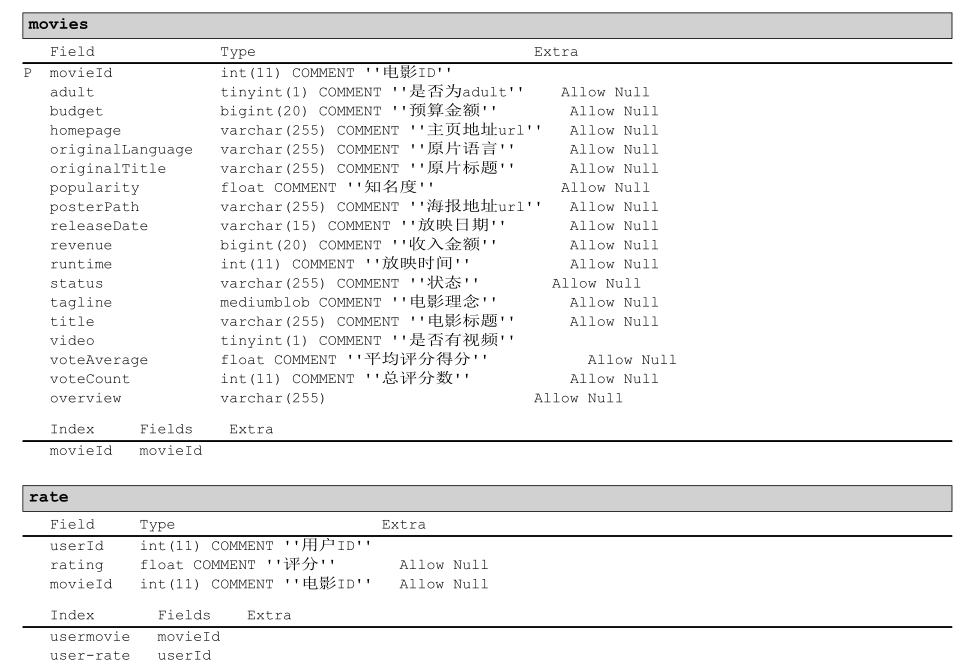 movies
Field Type Extra
P movieId int(11) COMMENT ''电影ID''
adult tinyint(1) COMMENT ''是否为adult'' Allow Null
budget bigint(20) COMMENT ''预算金额'' Allow Null
homepage varchar(255) COMMENT ''主页地址url'' Allow Null
originalLanguage varchar(255) COMMENT ''原片语言'' Allow Null
originalTitle varchar(255) COMMENT ''原片标题'' Allow Null
popularity float COMMENT ''知名度'' Allow Null
posterPath varchar(255) COMMENT ''海报地址url'' Allow Null
releaseDate varchar(15) COMMENT ''放映日期'' Allow Null
revenue bigint(20) COMMENT ''收入金额'' Allow Null
runtime int(11) COMMENT ''放映时间'' Allow Null
status varchar(255) COMMENT ''状态'' Allow Null
tagline mediumblob COMMENT ''电影理念'' Allow Null
title varchar(255) COMMENT ''电影标题'' Allow Null
video tinyint(1) COMMENT ''是否有视频''
voteAverage float COMMENT ''平均评分得分'' Allow Null
voteCount int(11) COMMENT ''总评分数'' Allow Null
overview varchar(255) Allow Null
Index Fields Extra
movieId movieId
rate
Field Type Extra
userId int(11) COMMENT ''用户ID''
rating float COMMENT ''评分'' Allow Null
movieId int(11) COMMENT ''电影ID'' Allow Null
Index Fields Extra
usermovie movieId
user-rate userId